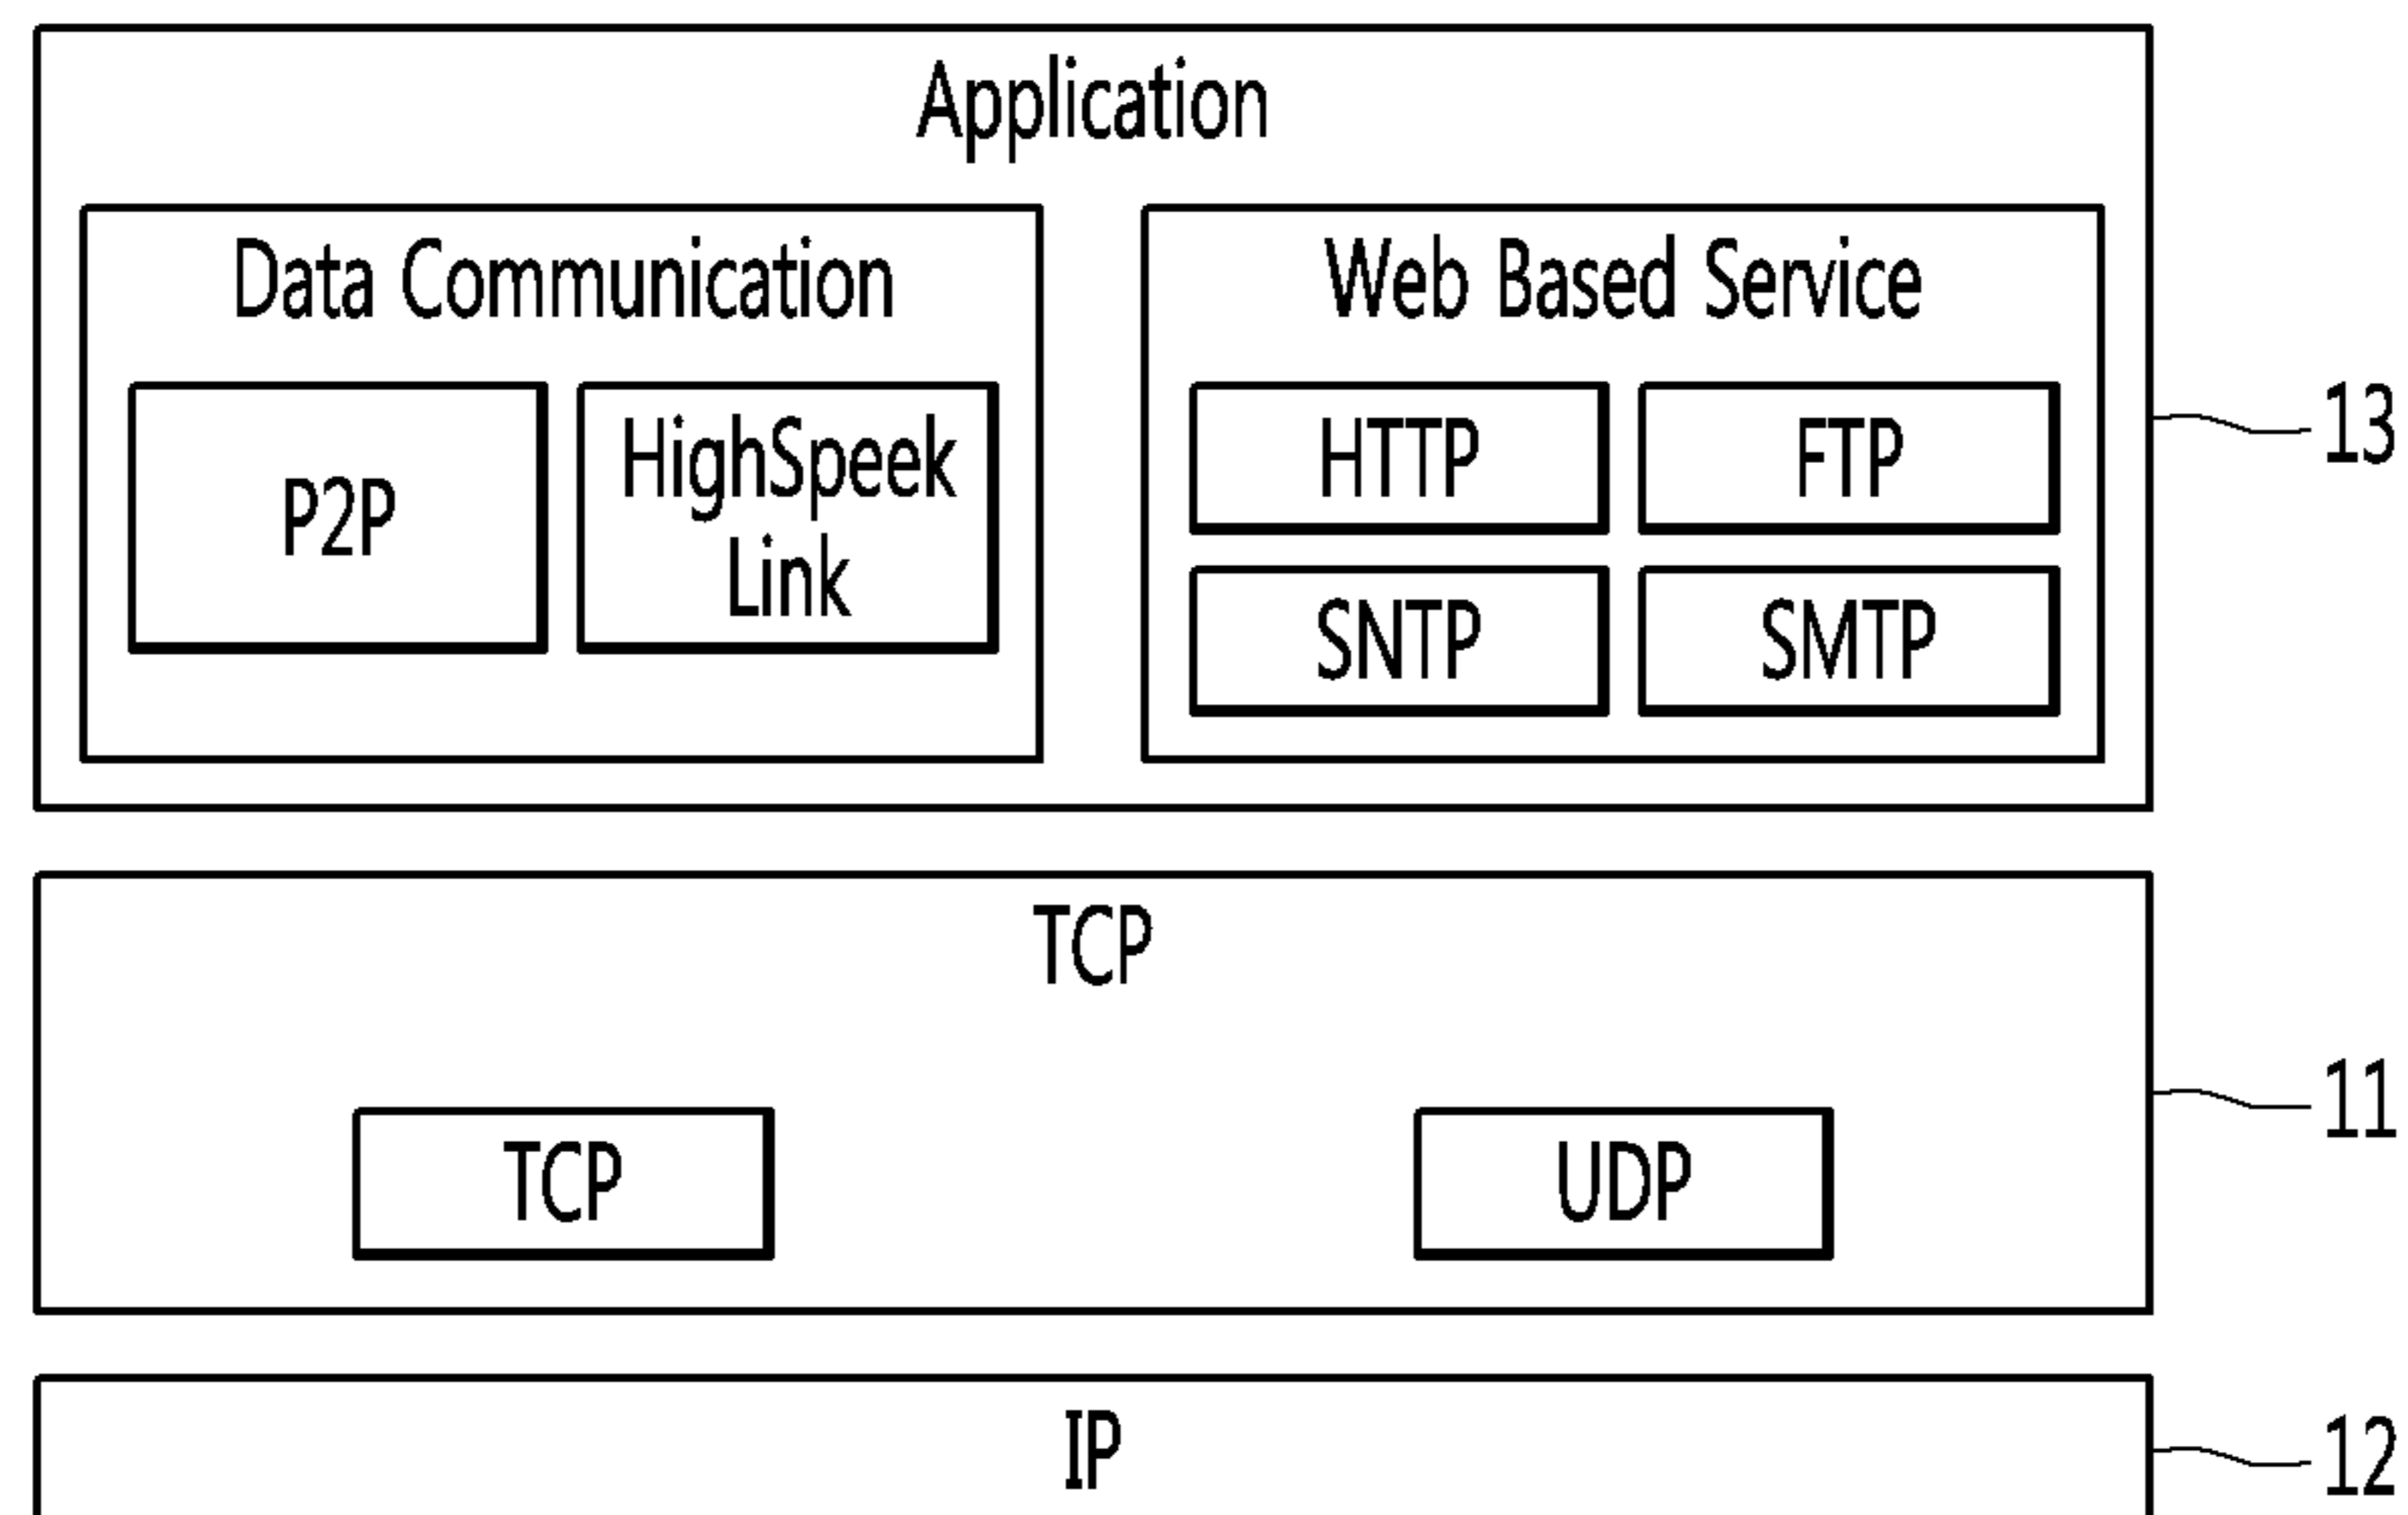 Application
Data Communication
Web Based Service
P2P
HighSpeek
Link
HTTP
FTP
SNTP
SMTP
13
TCP
TCP
UDP
11
IP
12